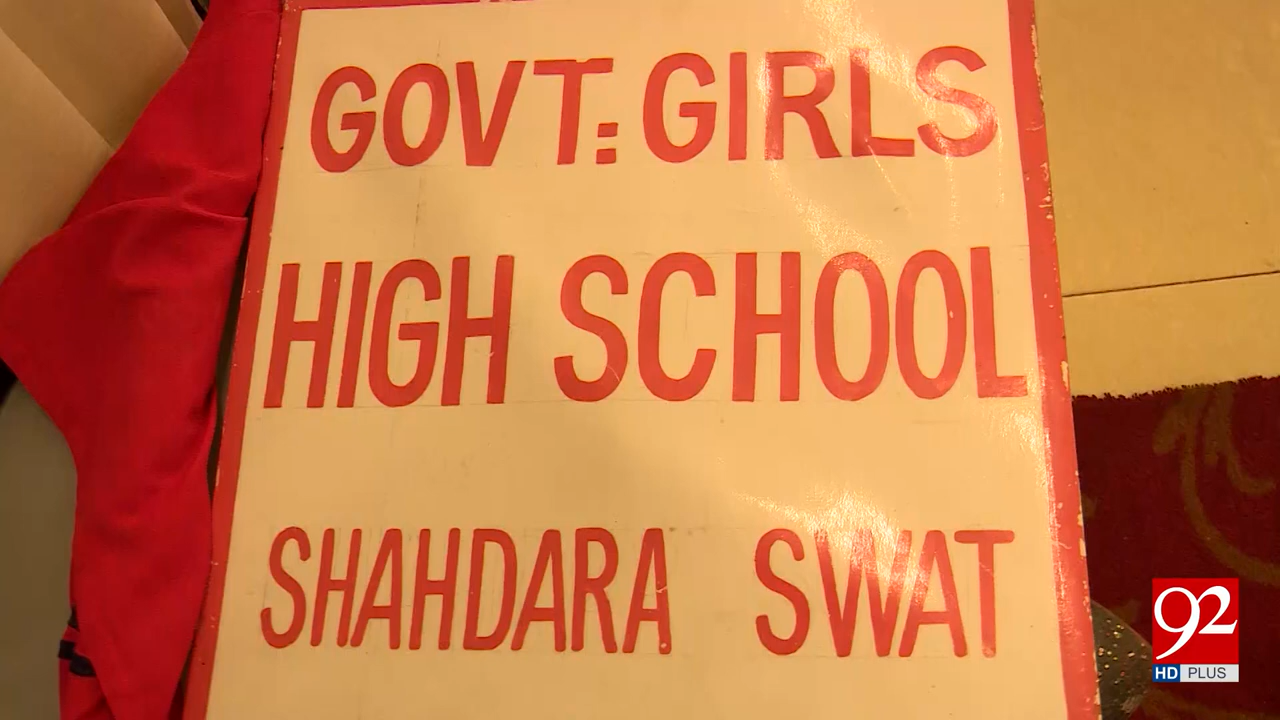 GOVT: GIRLS
HIGH SCHOOL
SHAHDARA SWAT
92
HD PLUS